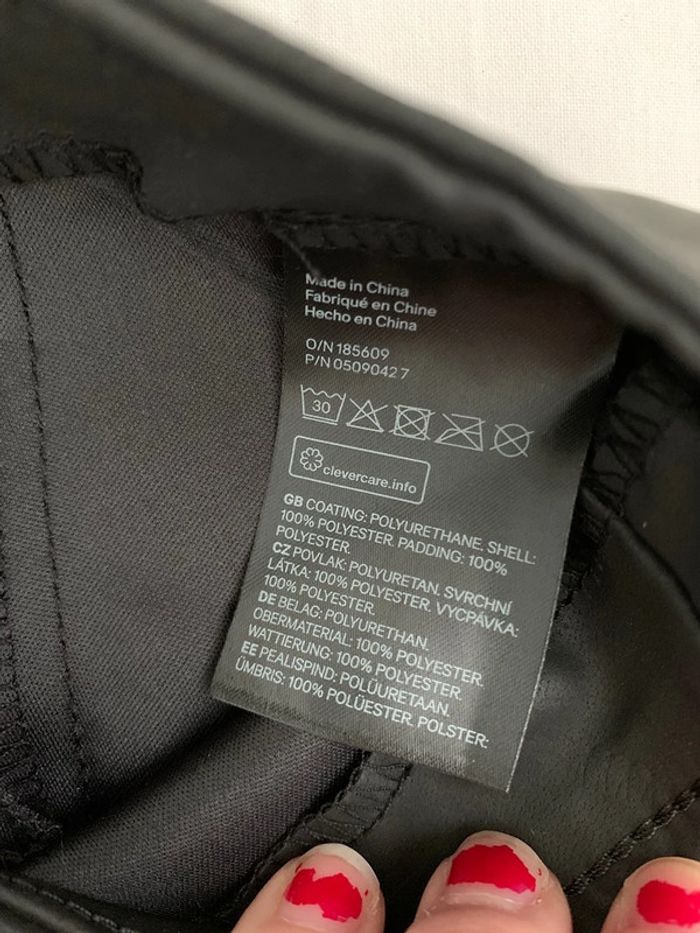 Made in China
Fabriqué en Chine
Hecho en China
O/N 185609
P/N 0509042 7
30
clevercare.info
GB COATING: POLYURETHANE. SHELL:
100% POLYESTER. PADDING: 100%
POLYESTER.
CZ POVLAK: POLYURETAN. SVRCHNÍ
LÁTKA: 100% POLYESTER. VYCPÁVKA:
100% POLYESTER.
DE BELAG: POLYURETHAN.
OBERMATERIAL: 100% POLYESTER.
WATTIERUNG: 100% POLYESTER.
EE PEALISPIND: POLÜURETAAN.
ÜMBRIS: 100% POLÜESTER. POLSTER: